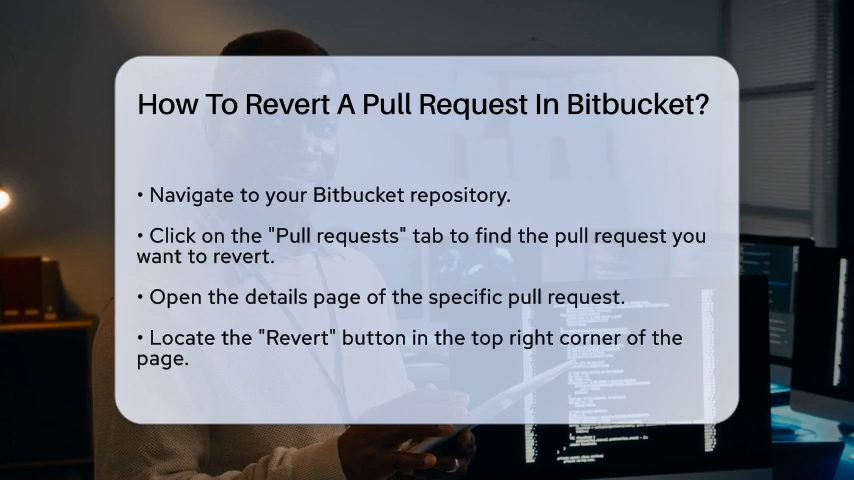 How To Revert A Pull Request In Bitbucket?
• Navigate to your Bitbucket repository.
• Click on the "Pull requests" tab to find the pull request you
want to revert.
• Open the details page of the specific pull request.
• Locate the "Revert" button in the top right corner of the
page.